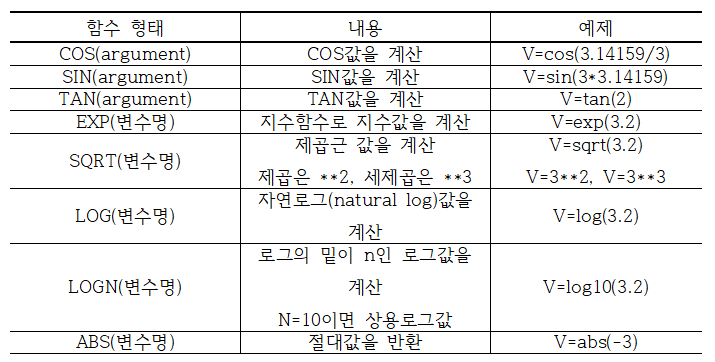 함수 형태 내용 예제
COS(argument) COS값을 계산 V=cos(3.14159/3)
SIN(argument) SIN값을 계산 V=sin(3*3.14159)
TAN(argument) TAN값을 계산 V=tan(2)
EXP(변수명) 지수함수로 지수값을 계산 V=exp(3.2)
SQRT(변수명) 제곱근 값을 계산 V=sqrt(3.2)
제곱은 **2, 세제곱은 **3 V=3**2, V=3**3
LOG(변수명) 자연로그(natural log)값을 V=log(3.2)
계산
LOGN(변수명) 로그의 밑이 n인 로그값을 V=log10(3.2)
계산
N=10이면 상용로그값
ABS(변수명) 절대값을 반환 V=abs(-3)